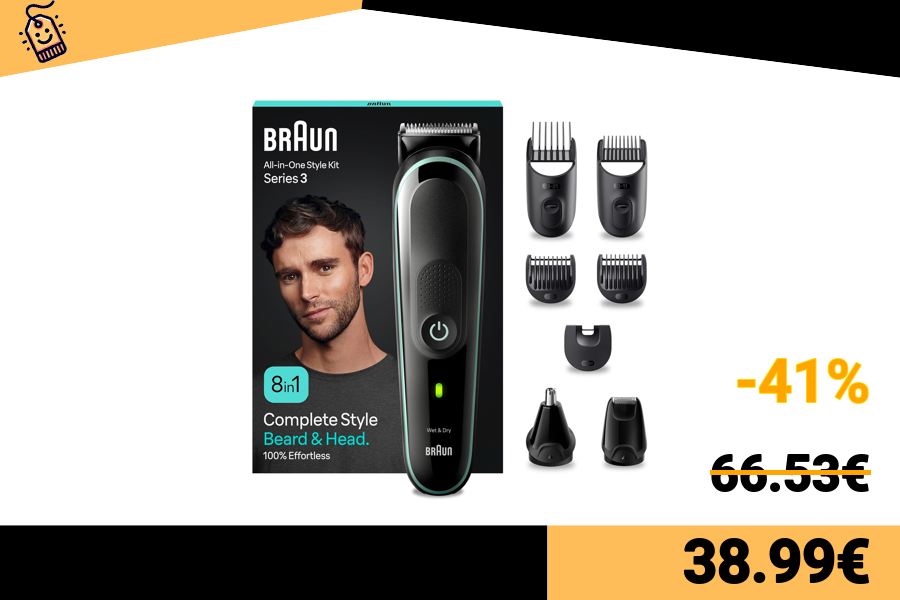 BRAUN
BRAUN
All-in-One Style Kit
Series 3
8in1
Complete Style
Beard & Head.
100% Effortless
Wet & Dry
BRAUN
-41%
66.53€
38.99€